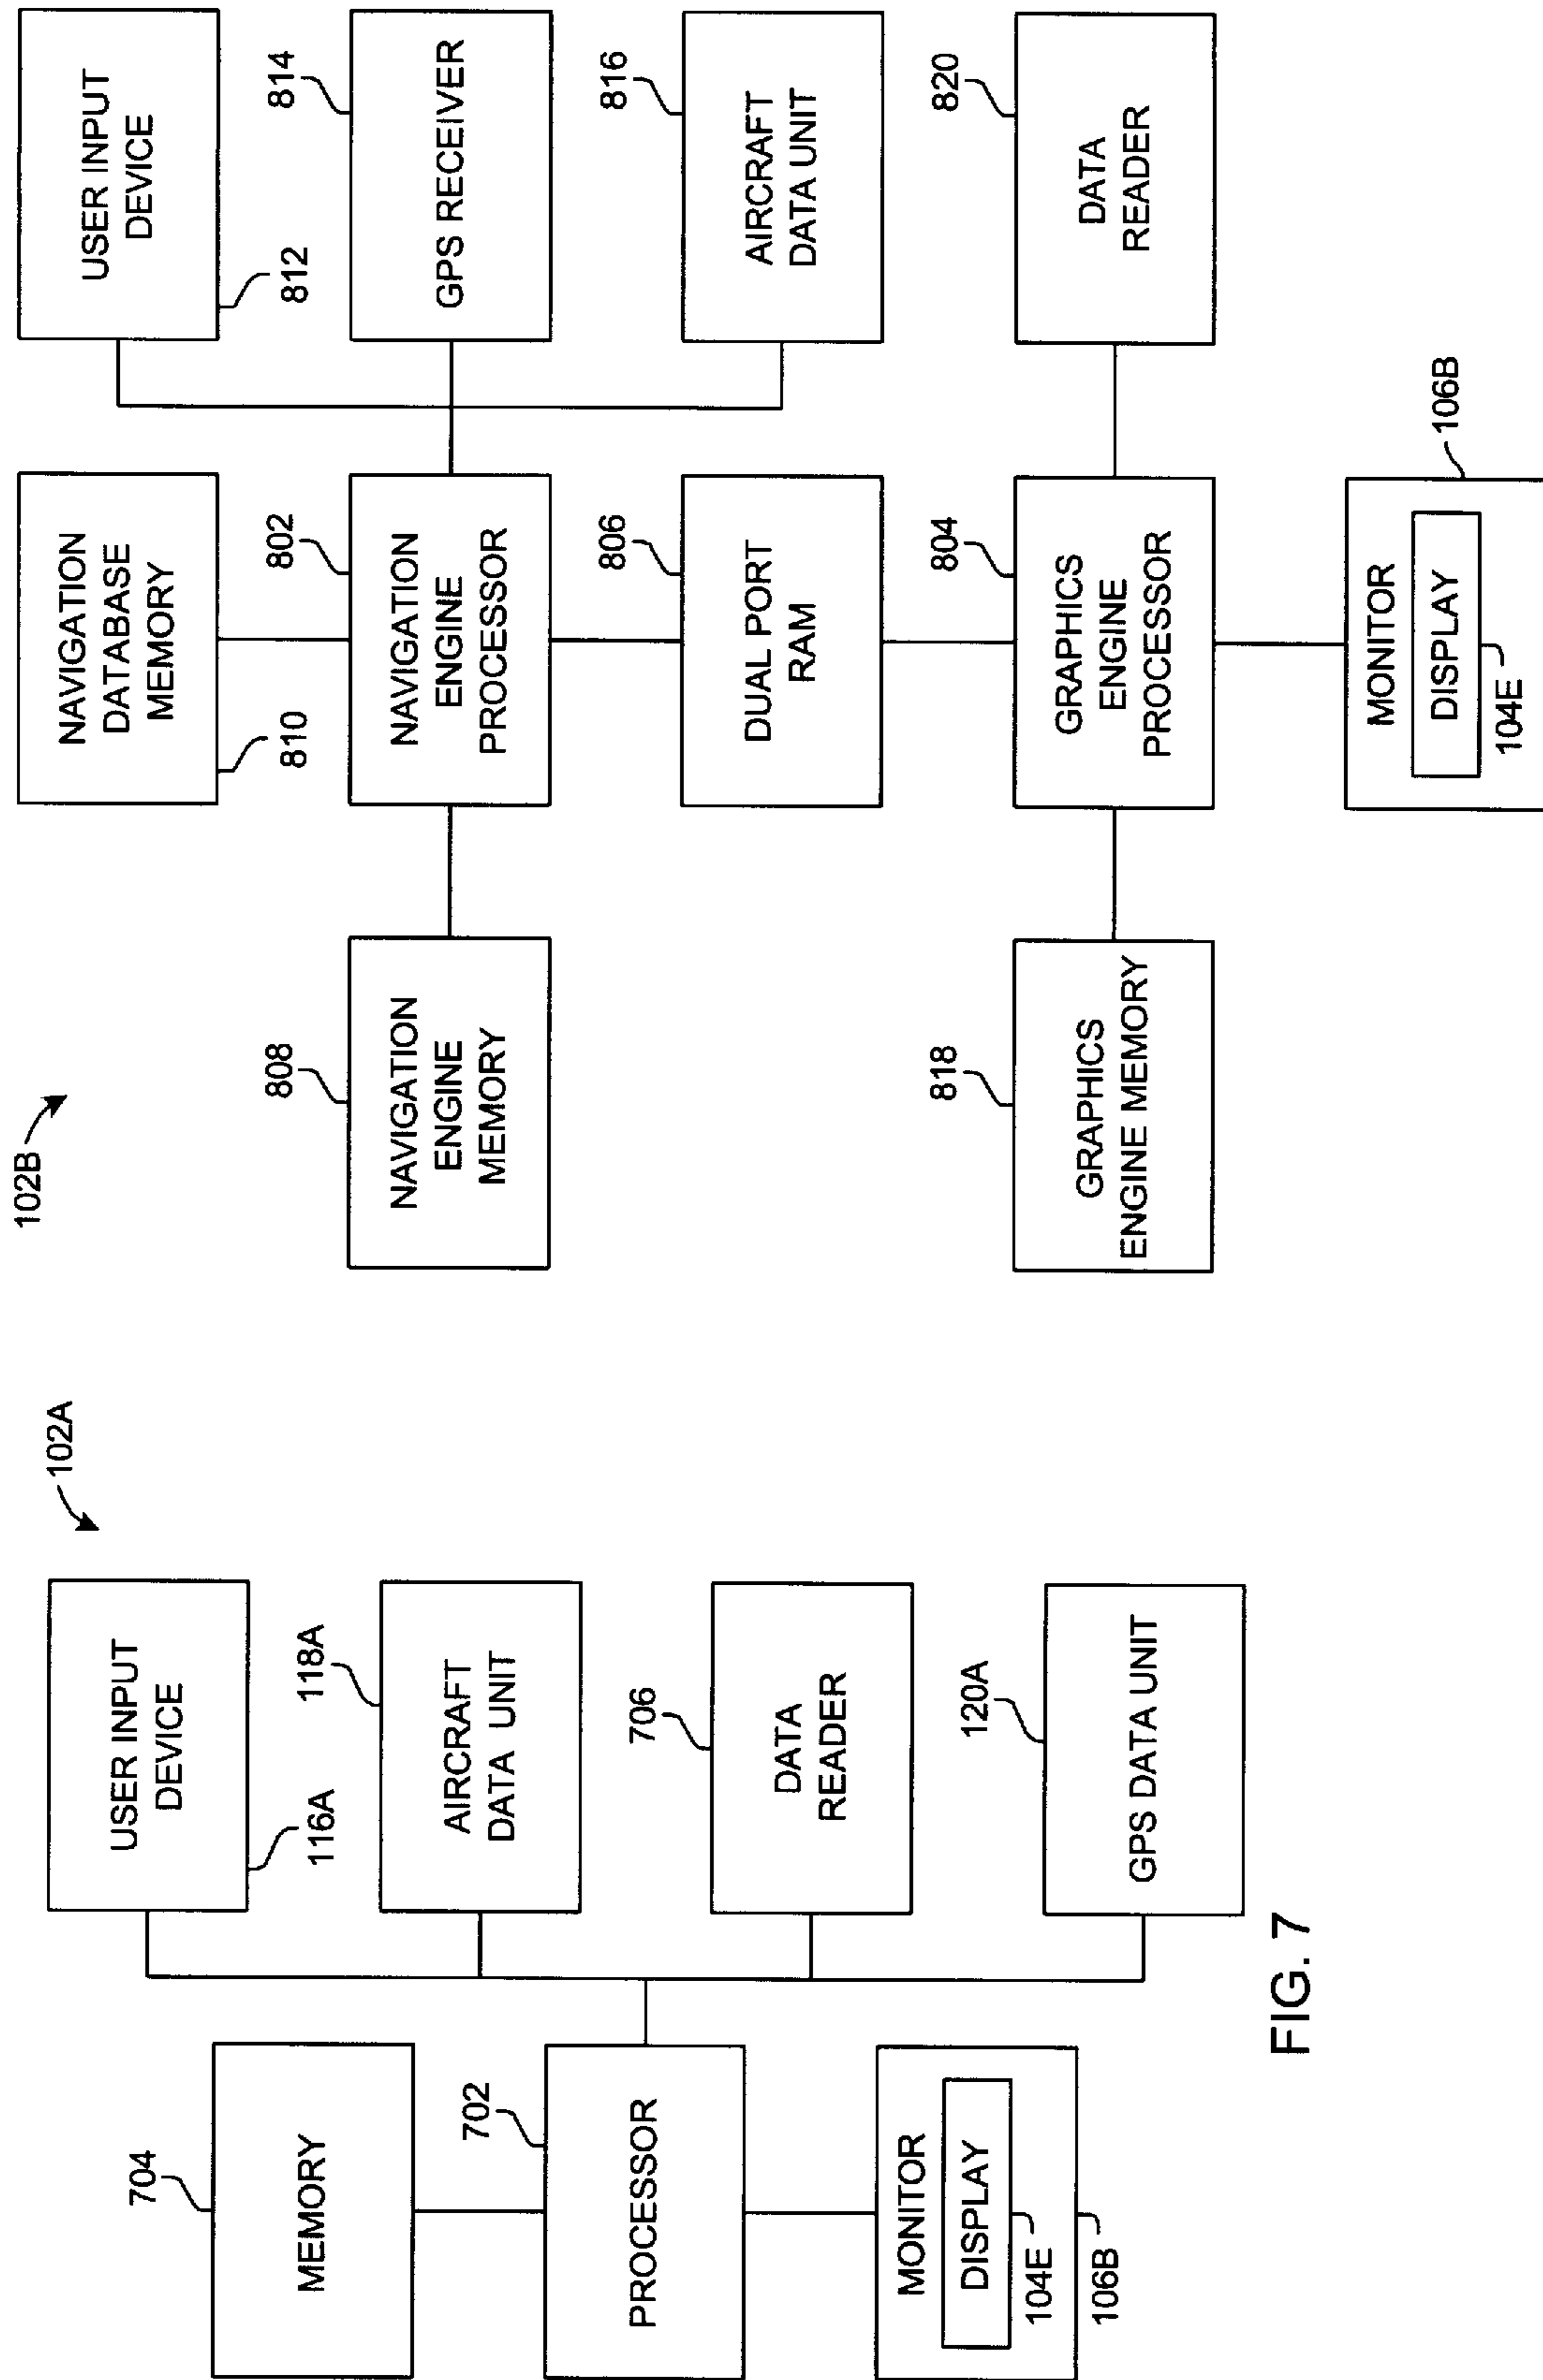 102A
704
MEMORY
702
PROCESSOR
MONITOR
DISPLAY
104E
106B
USER INPUT
DEVICE
116A
118A
AIRCRAFT
DATA UNIT
706
DATA
READER
120A
GPS DATA UNIT
FIG. 7
102B
808
NAVIGATION
ENGINE
MEMORY
818
GRAPHICS
ENGINE MEMORY
NAVIGATION
DATABASE
MEMORY
810
802
NAVIGATION
ENGINE
PROCESSOR
806
DUAL PORT
RAM
804
GRAPHICS
ENGINE
PROCESSOR
MONITOR
DISPLAY
104E
106B
USER INPUT
DEVICE
812
814
GPS RECEIVER
816
AIRCRAFT
DATA UNIT
820
DATA
READER